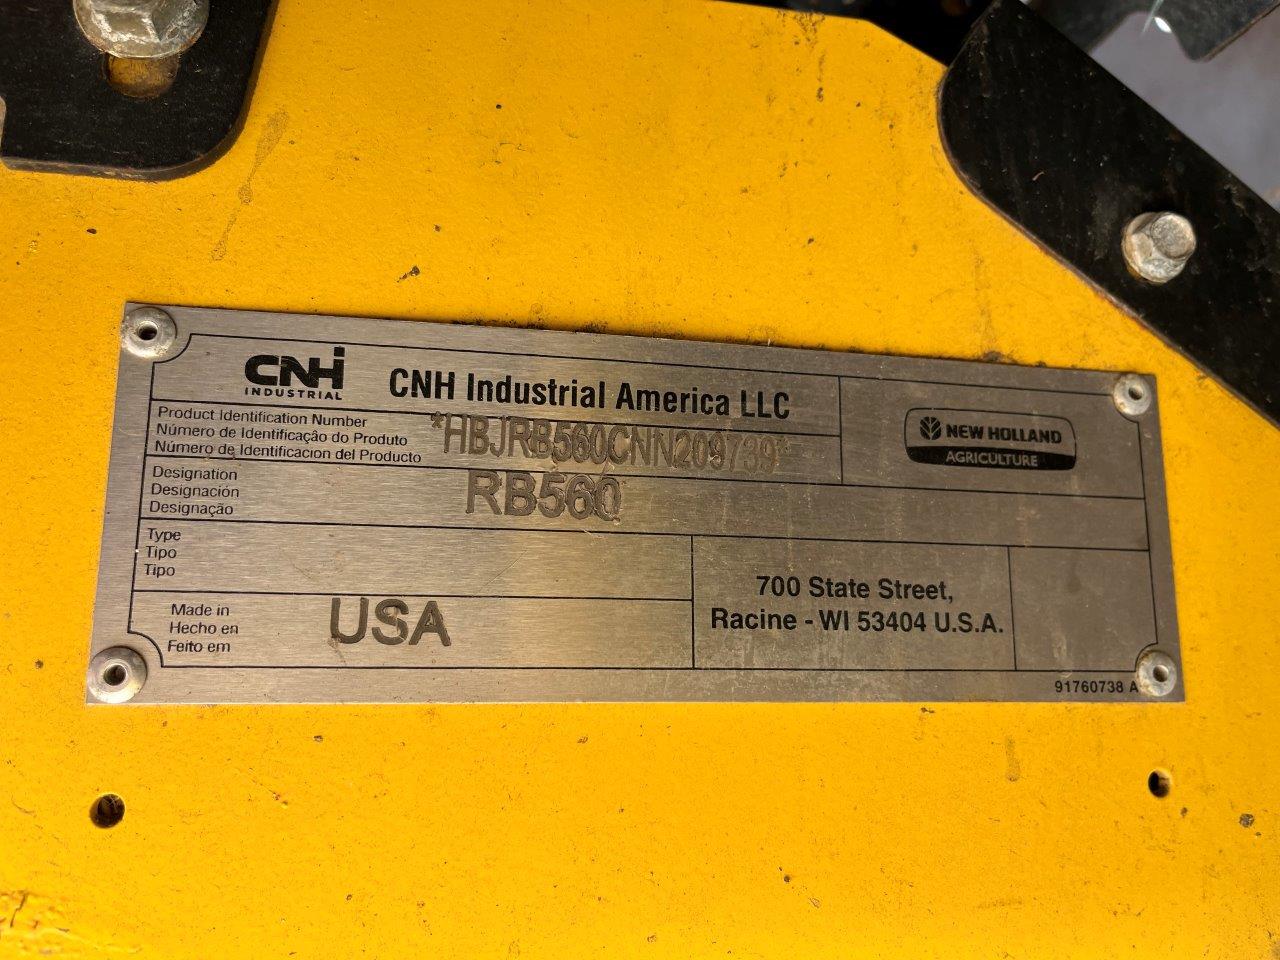 CNH
INDUSTRIAL
CNH Industrial America LLC
NEW HOLLAND
AGRICULTURE
Product Identification Number
Número de Identificação do Produto
Número de Identificacion del Producto
*HBJRB560CNN209739*
Designation
Designación
Designação
RB560
Type
Tipo
Tipo
Made in
Hecho en
Feito em
USA
700 State Street,
Racine - WI 53404 U.S.A.
91760738 A